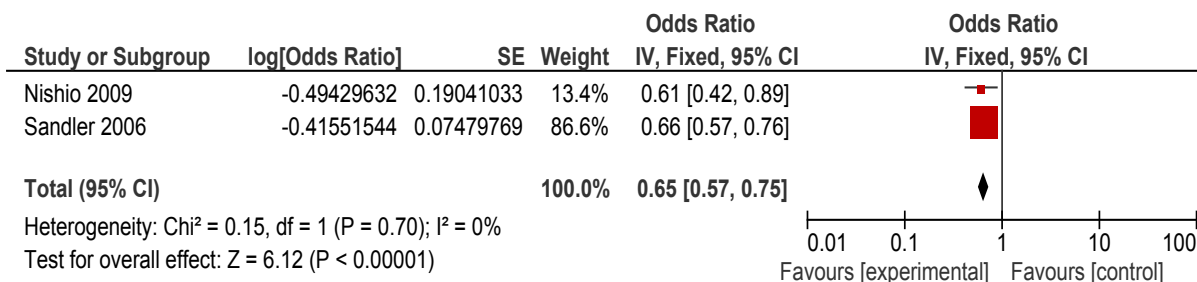 Odds Ratio Odds Ratio
Study or Subgroup log[Odds Ratio] SE Weight IV, Fixed, 95% CI IV, Fixed, 95% CI
Nishio 2009 -0.49429632 0.19041033 13.4% 0.61 [0.42, 0.89]
Sandler 2006 -0.41551544 0.07479769 86.6% 0.66 [0.57, 0.76]
Total (95% CI) 100.0% 0.65 [0.57, 0.75]
Heterogeneity: Chi² = 0.15, df = 1 (P = 0.70); I² = 0%
Test for overall effect: Z = 6.12 (P < 0.00001)
0.01 0.1 1 10 100
Favours [experimental] Favours [control]